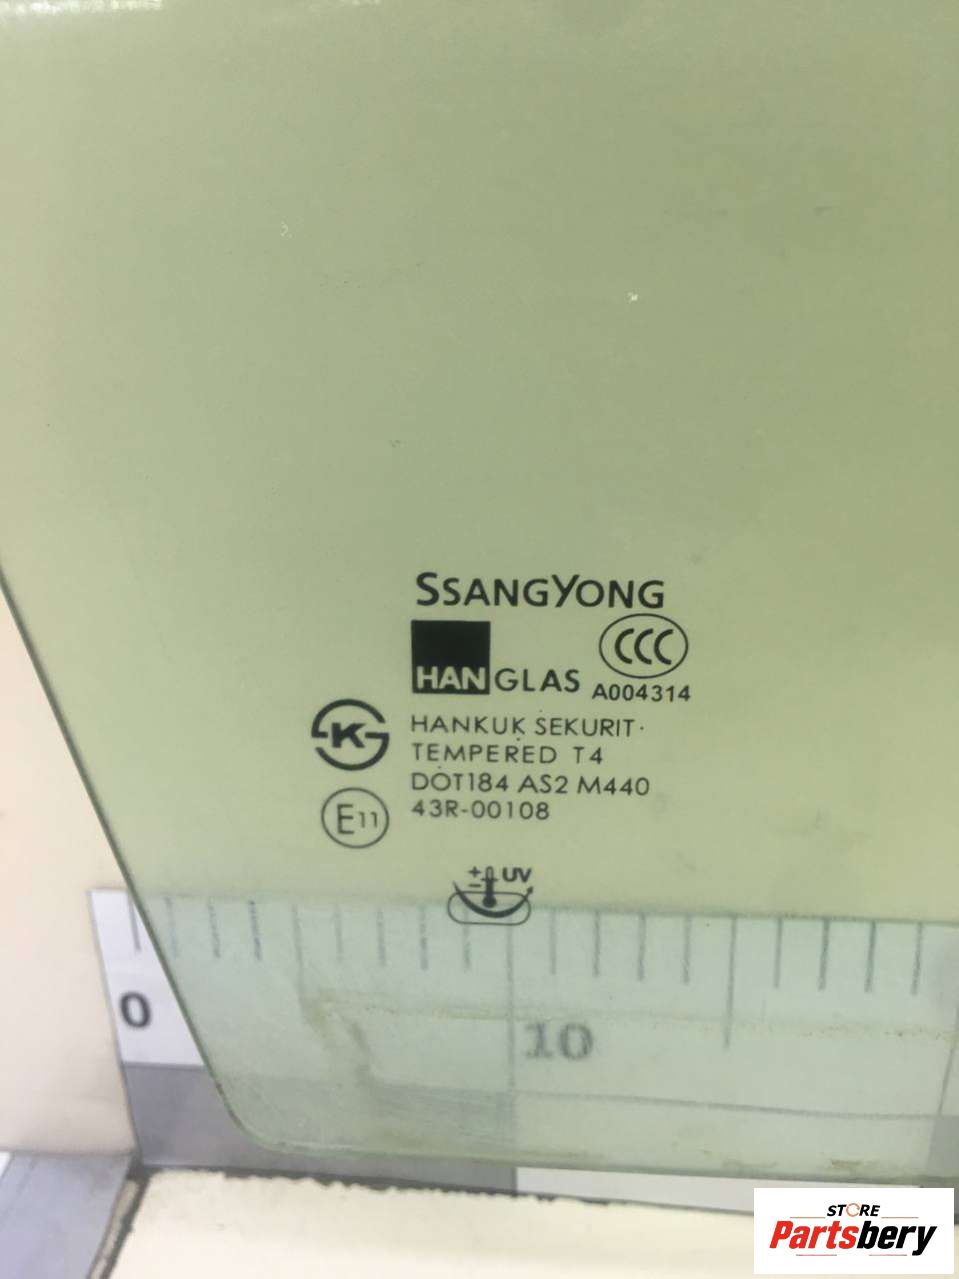 SSANGYONG
HANGLAS
CCC
A004314
HANKUK SEKURIT
TEMPERED T4
DOT184 AS2 M440
43R-00108
K
E11
+ - UV
0
10
STORE
Partsbery